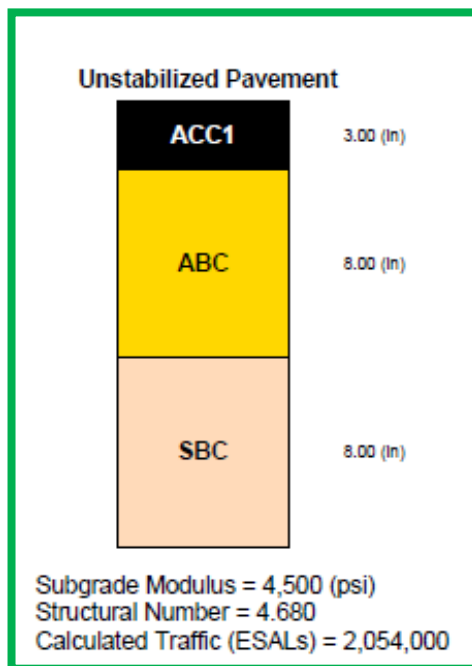 Unstabilized Pavement
ACC1 3.00 (in)
ABC 8.00 (in)
SBC 8.00 (in)
Subgrade Modulus = 4,500 (psi)
Structural Number = 4.680
Calculated Traffic (ESALs) = 2,054,000